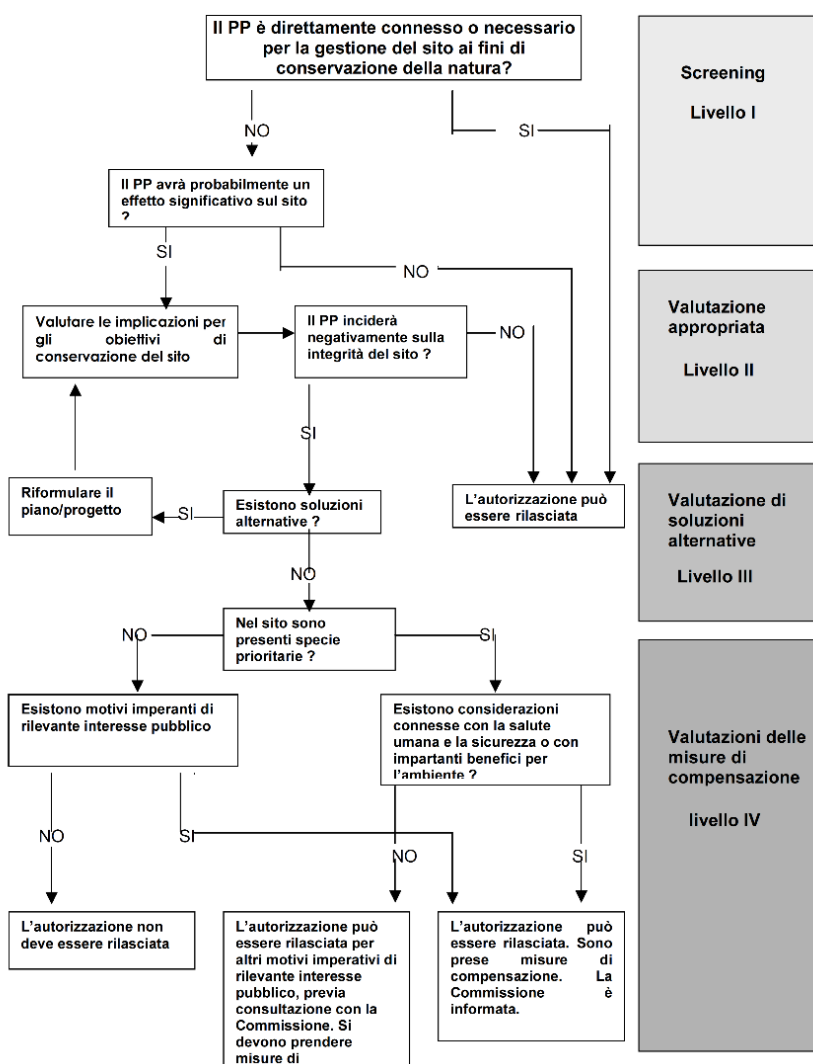 Il PP è direttamente connesso o necessario
per la gestione del sito ai fini di
conservazione della natura?
Screening
Livello I
NO
SI
Il PP avrà probabilmente un
effetto significativo sul sito
?
SI
NO
Valutare le implicazioni per
gli obiettivi di
conservazione del sito
Il PP inciderà
negativamente sulla
integrità del sito ?
NO
Valutazione
appropriata
Livello II
SI
Riformulare il
piano/progetto
SI
Esistono soluzioni
alternative ?
L'autorizzazione può
essere rilasciata
Valutazione di
soluzioni
alternative
Livello III
NO
Nel sito sono
presenti specie
prioritarie ?
NO
SI
Esistono motivi imperanti di
rilevante interesse pubblico
Esistono considerazioni
connesse con la salute
umana e la sicurezza o con
impartanti benefici per
l'ambiente ?
Valutazioni delle
misure di
compensazione
livello IV
NO
SI
NO
SI
L'autorizzazione non
deve essere rilasciata
L'autorizzazione può
essere rilasciata per
altri motivi imperativi di
rilevante interesse
pubblico, previa
consultazione con la
Commissione. Si
devono prendere
misure di
L'autorizzazione può
essere rilasciata. Sono
prese misure di
compensazione. La
Commissione è
informata.